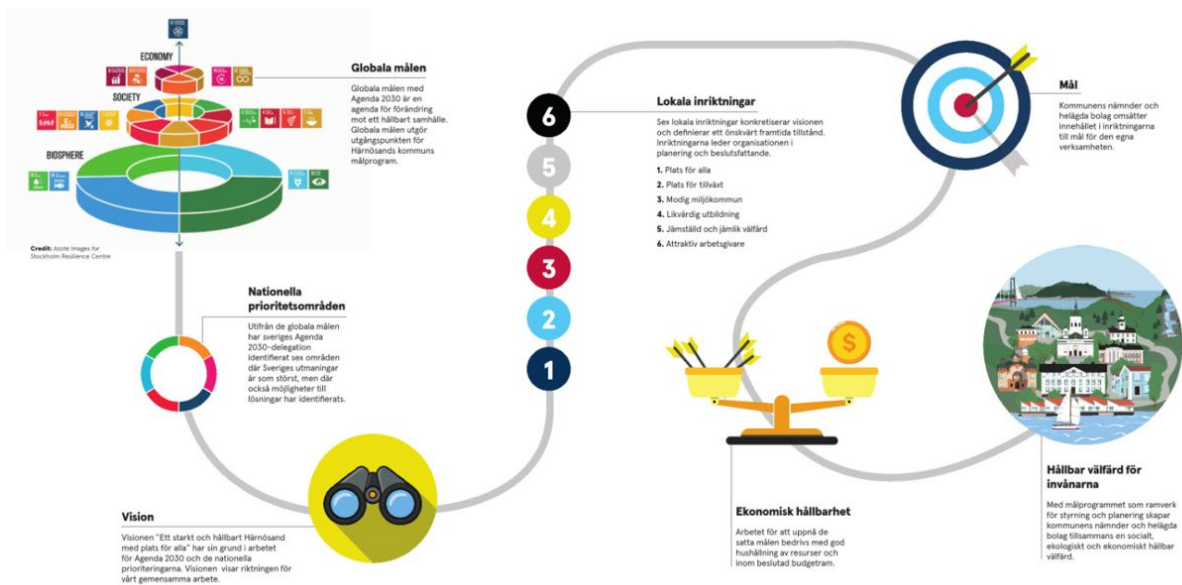 ECONOMY
SOCIETY
BIOSPHERE
Credit: Azote Images for
Stockholm Resilience Centre
Globala målen
Globala målen med
Agenda 2030 är en
agenda för förändring
mot ett hållbart samhälle.
Globala målen utgör
utgångspunkten för
Härnösands kommuns
målprogram.
Nationella
prioritetsområden
Utifrån de globala målen
har sveriges Agenda
2030-delegation
identifierat sex områden
där Sveriges utmaningar
är som störst, men där
också möjligheter till
lösningar har identifierats.
Vision
Visionen "Ett starkt och hållbart Härnösand
med plats för alla" har sin grund i arbetet
för Agenda 2030 och de nationella
prioriteringarna. Visionen visar riktningen för
vårt gemensamma arbete.
6
5
4
3
2
1
Lokala inriktningar
Sex lokala inriktningar konkretiserar visionen
och definierar ett önskvärt framtida tillstånd.
Inriktningarna leder organisationen i
planering och beslutsfattande.
1. Plats för alla
2. Plats för tillväxt
3. Modig miljökommun
4. Likvärdig utbildning
5. Jämställd och jämlik välfärd
6. Attraktiv arbetsgivare
Mål
Kommunens nämnder och
helägda bolag omsätter
innehållet i inriktningarna
till mål för den egna
verksamheten.
$
Ekonomisk hållbarhet
Arbetet för att uppnå de
satta målen bedrivs med god
hushållning av resurser och
inom beslutad budgetram.
Hållbar välfärd för
invånarna
Med målprogrammet som ramverk
för styrning och planering skapar
kommunens nämnder och helägda
bolag tillsammans en socialt,
ekologiskt och ekonomiskt hållbar
välfärd.